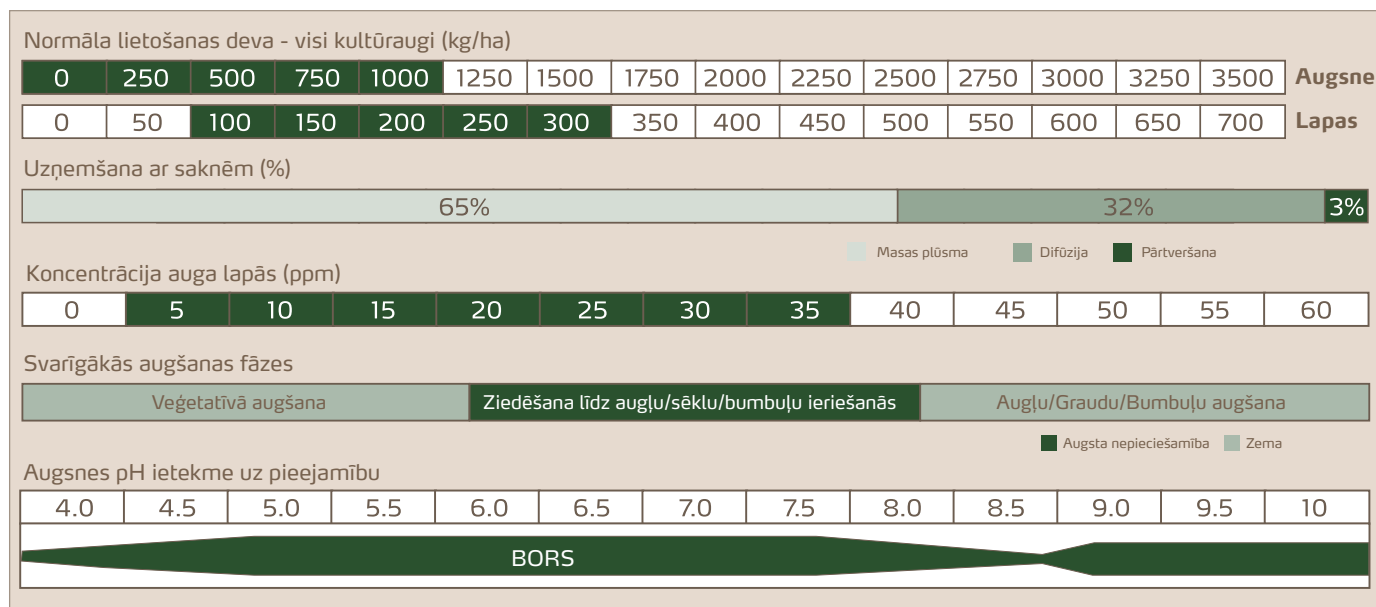 Normāla lietošanas deva - visi kultūraugi (kg/ha)
0 250 500 750 1000 1250 1500 1750 2000 2250 2500 2750 3000 3250 3500 Augsne
0 50 100 150 200 250 300 350 400 450 500 550 600 650 700 Lapas
Uzņemšana ar saknēm (%)
65% 32% 3%
Masas plūsma Difūzija Pārtveršana
Koncentrācija auga lapās (ppm)
0 5 10 15 20 25 30 35 40 45 50 55 60
Svarīgākās augšanas fāzes
Veģetatīvā augšana Ziedēšana līdz augļu/sēklu/bumbuļu ieriešanās Augļu/Graudu/Bumbuļu augšana
Augsta nepieciešamība Zema
Augsnes pH ietekme uz pieejamību
4.0 4.5 5.0 5.5 6.0 6.5 7.0 7.5 8.0 8.5 9.0 9.5 10
BORS